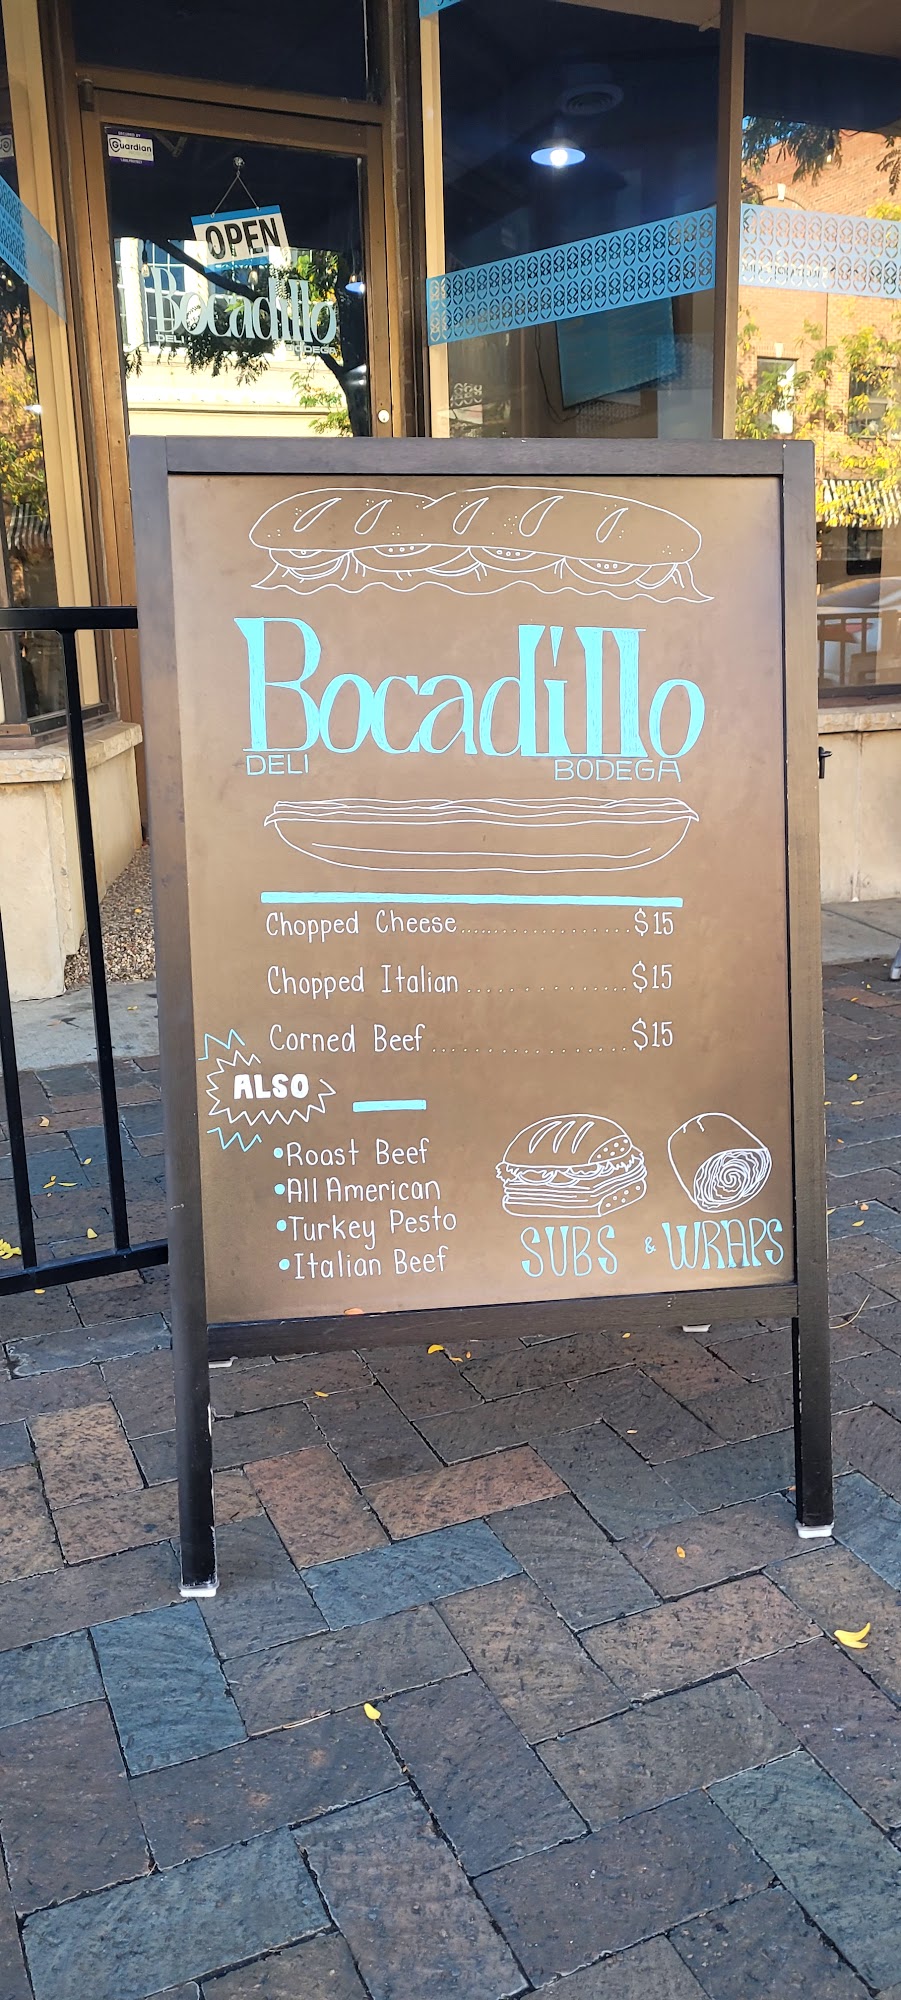 Guardian
OPEN
Bocadillo
DELI
Bocadillo
DELI BODEGA
Chopped Cheese....................$15
Chopped Italian..................$15
Corned Beef......................$15
ALSO
•Roast Beef
•All American
•Turkey Pesto
•Italian Beef
SUBS & WRAPS